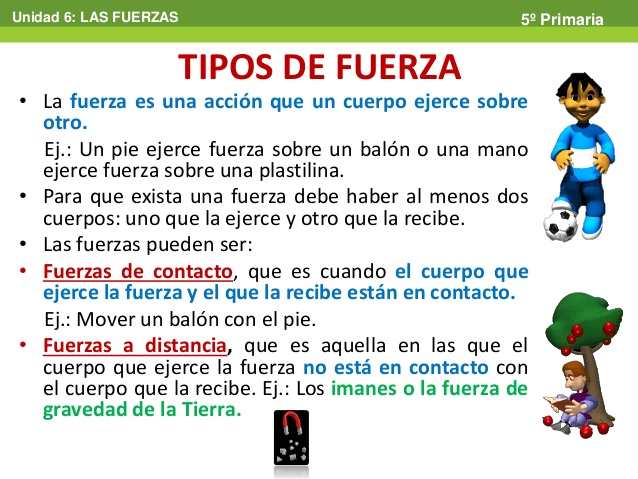 Unidad 6: LAS FUERZAS
5º Primaria
TIPOS DE FUERZA
• La fuerza es una acción que un cuerpo ejerce sobre
otro.
Ej.: Un pie ejerce fuerza sobre un balón o una mano
ejerce fuerza sobre una plastilina.
• Para que exista una fuerza debe haber al menos dos
cuerpos: uno que la ejerce y otro que la recibe.
• Las fuerzas pueden ser:
• Fuerzas de contacto, que es cuando el cuerpo que
ejerce la fuerza y el que la recibe están en contacto.
Ej.: Mover un balón con el pie.
• Fuerzas a distancia, que es aquella en las que el
cuerpo que ejerce la fuerza no está en contacto con
el cuerpo que la recibe. Ej.: Los imanes o la fuerza de
gravedad de la Tierra.